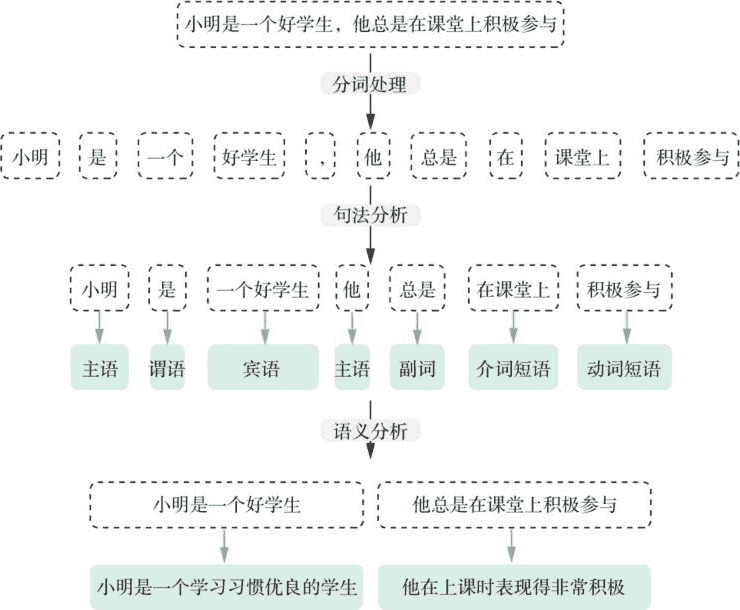 小明是一个好学生，他总是在课堂上积极参与
分词处理
小明 是 一个 好学生 ， 他 总是 在 课堂上 积极参与
句法分析
小明 是 一个好学生 他 总是 在课堂上 积极参与
主语 谓语 宾语 主语 副词 介词短语 动词短语
语义分析
小明是一个好学生 他总是在课堂上积极参与
小明是一个学习习惯优良的学生 他在上课时表现得非常积极